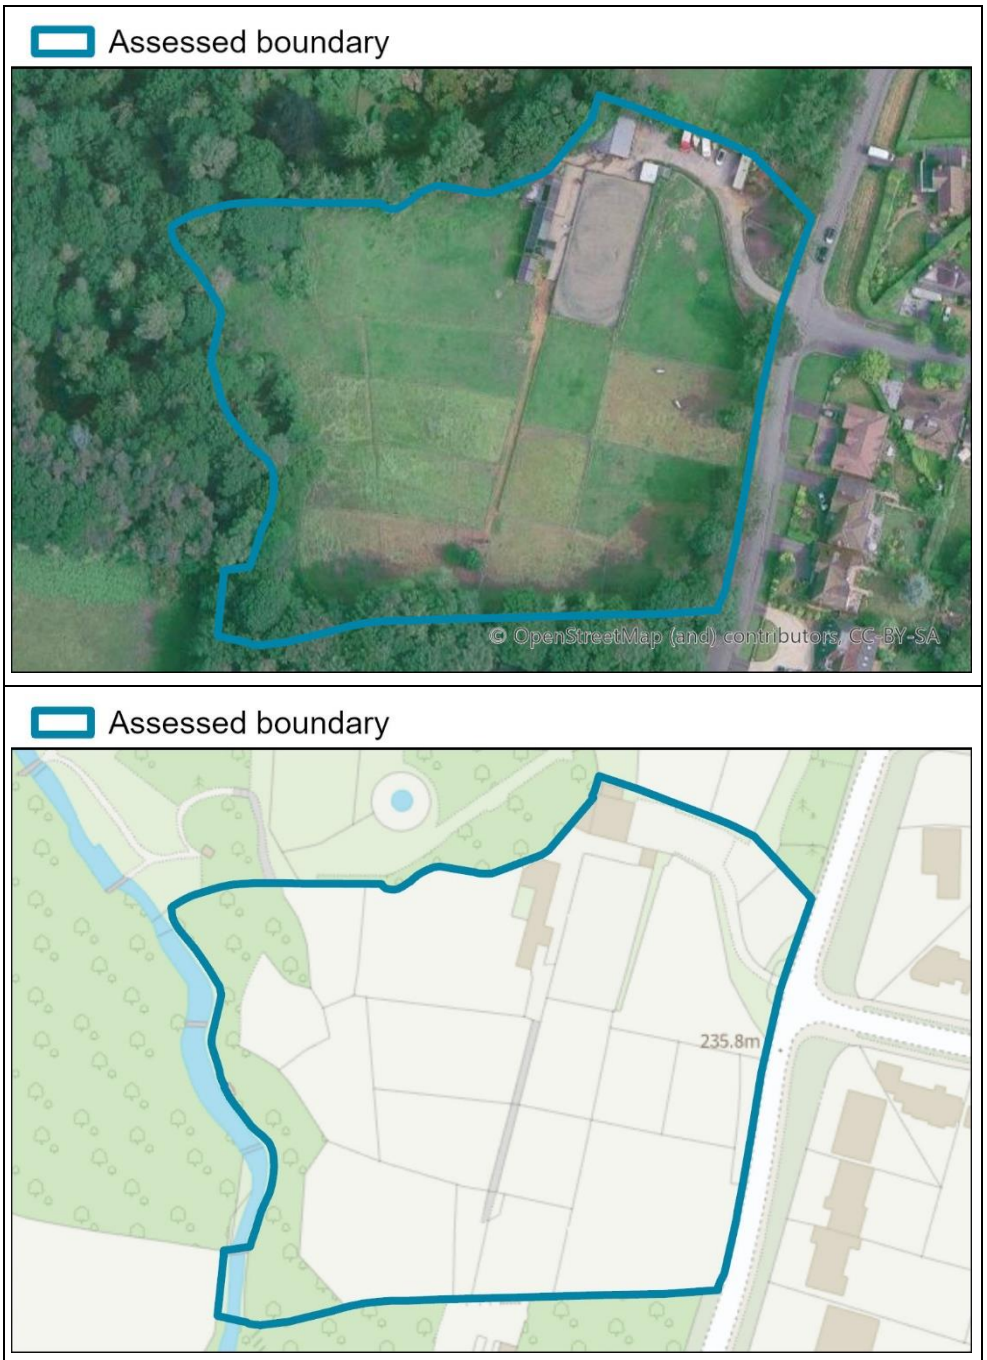 Assessed boundary
© OpenStreetMap (and) contributors, CC-BY-SA
Assessed boundary
235.8m